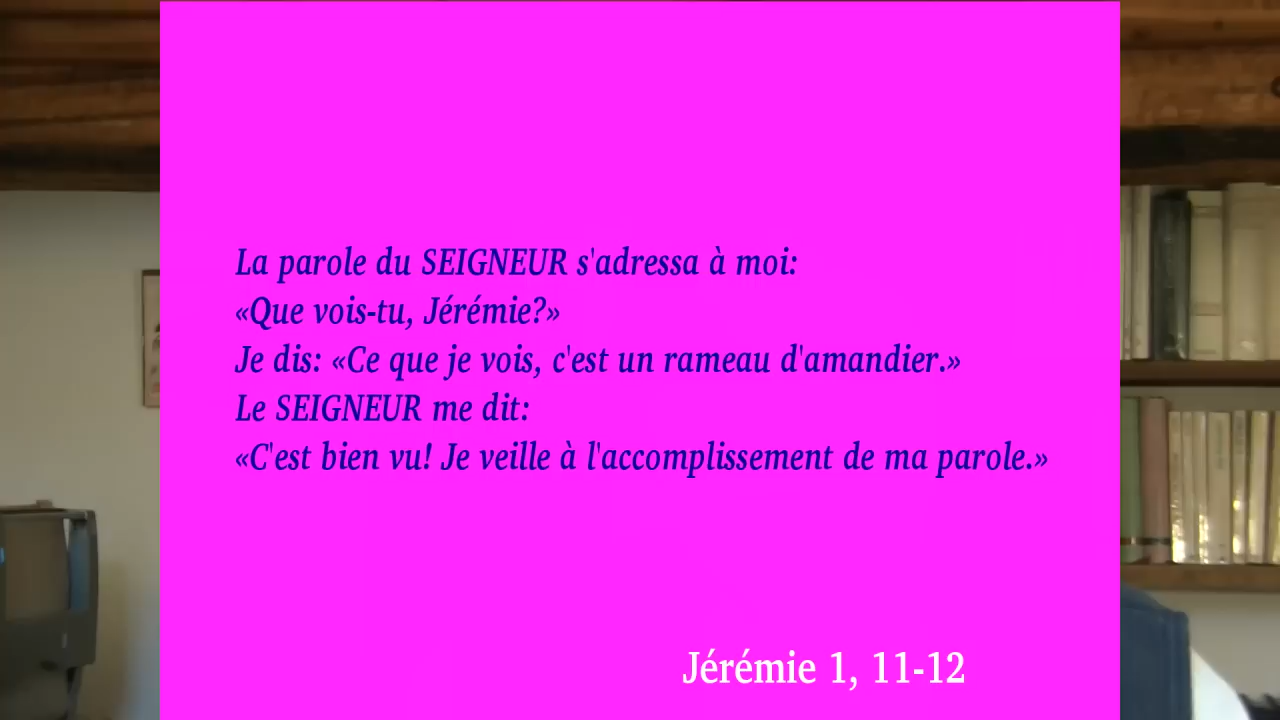 La parole du SEIGNEUR s'adressa à moi:
«Que vois-tu, Jérémie?»
Je dis: «Ce que je vois, c'est un rameau d'amandier.»
Le SEIGNEUR me dit:
«C'est bien vu! Je veille à l'accomplissement de ma parole.»
Jérémie 1, 11-12